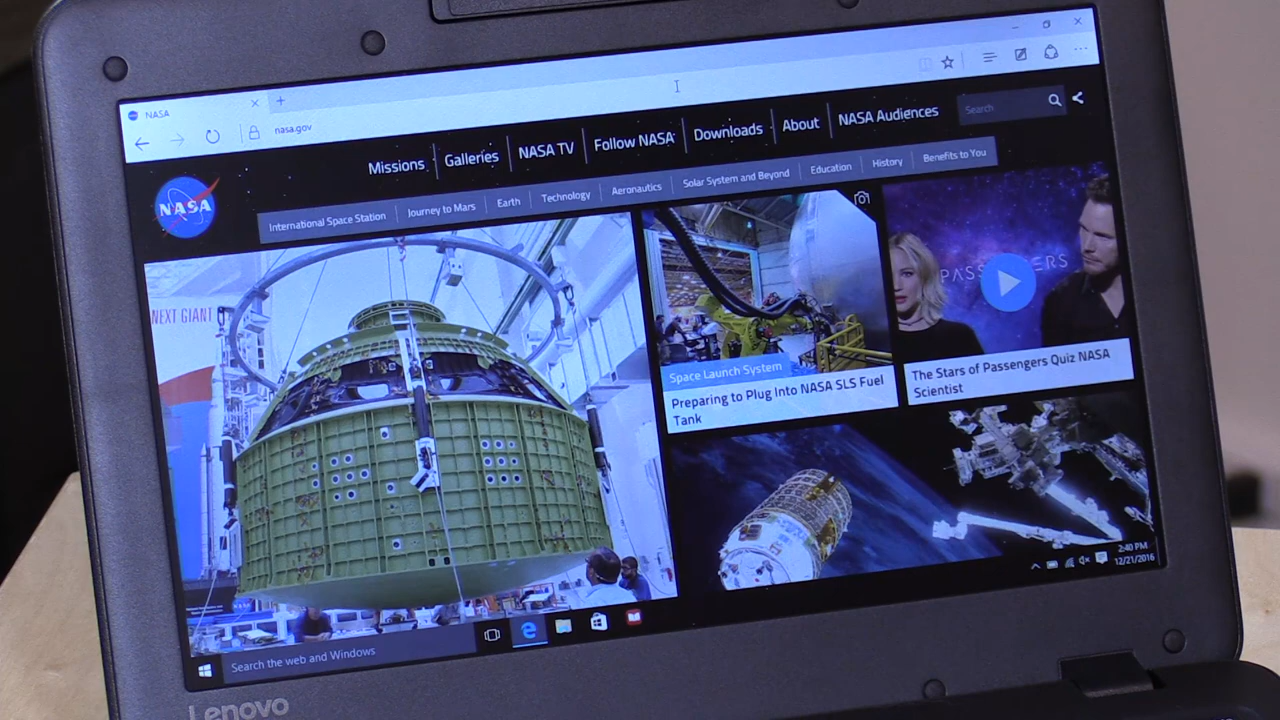 NASA
nasa.gov
Missions
Galleries
NASA TV
Follow NASA
Downloads
About
NASA Audiences
Search
NASA
International Space Station
Journey to Mars
Earth
Technology
Aeronautics
Solar System and Beyond
Education
History
Benefits to You
NEXT GIANT
PASSENGERS
Space Launch System
Preparing to Plug Into NASA SLS Fuel
Tank
The Stars of Passengers Quiz NASA
Scientist
Search the web and Windows
2:40 PM
12/21/2016
Lenovo